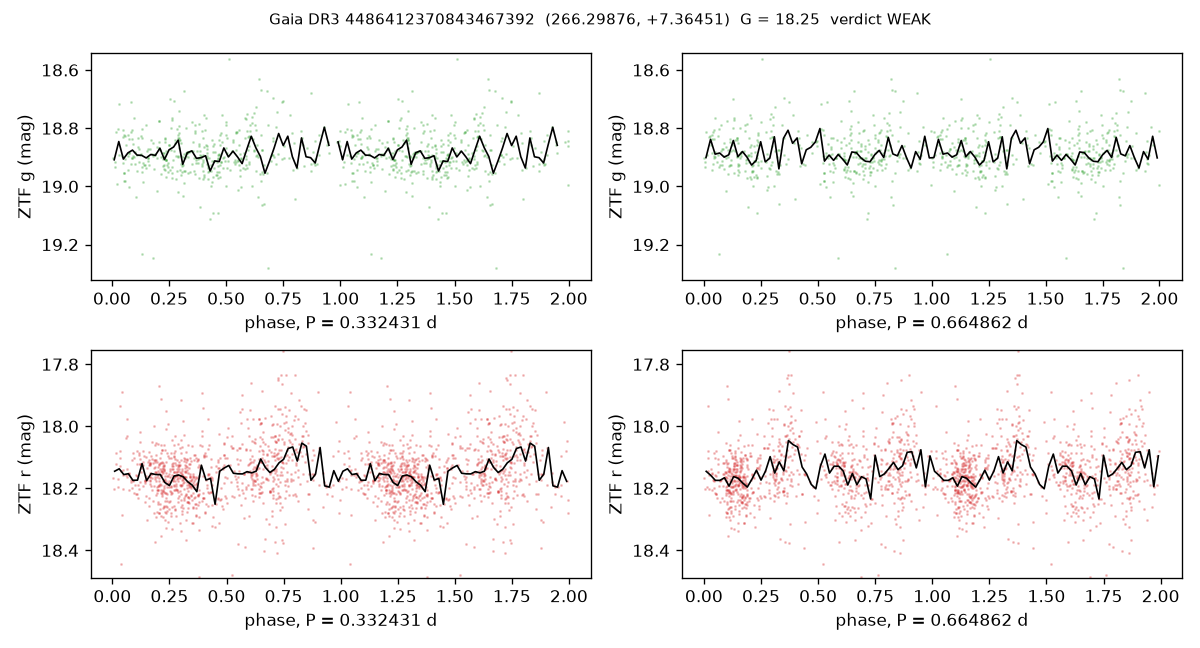 Gaia DR3 4486412370843467392 (266.29876, +7.36451) G = 18.25 verdict WEAK
ZTF g (mag)
18.6
18.8
19.0
19.2
0.00 0.25 0.50 0.75 1.00 1.25 1.50 1.75 2.00
phase, P = 0.332431 d
ZTF g (mag)
18.6
18.8
19.0
19.2
0.00 0.25 0.50 0.75 1.00 1.25 1.50 1.75 2.00
phase, P = 0.664862 d
ZTF r (mag)
17.8
18.0
18.2
18.4
0.00 0.25 0.50 0.75 1.00 1.25 1.50 1.75 2.00
phase, P = 0.332431 d
ZTF r (mag)
17.8
18.0
18.2
18.4
0.00 0.25 0.50 0.75 1.00 1.25 1.50 1.75 2.00
phase, P = 0.664862 d